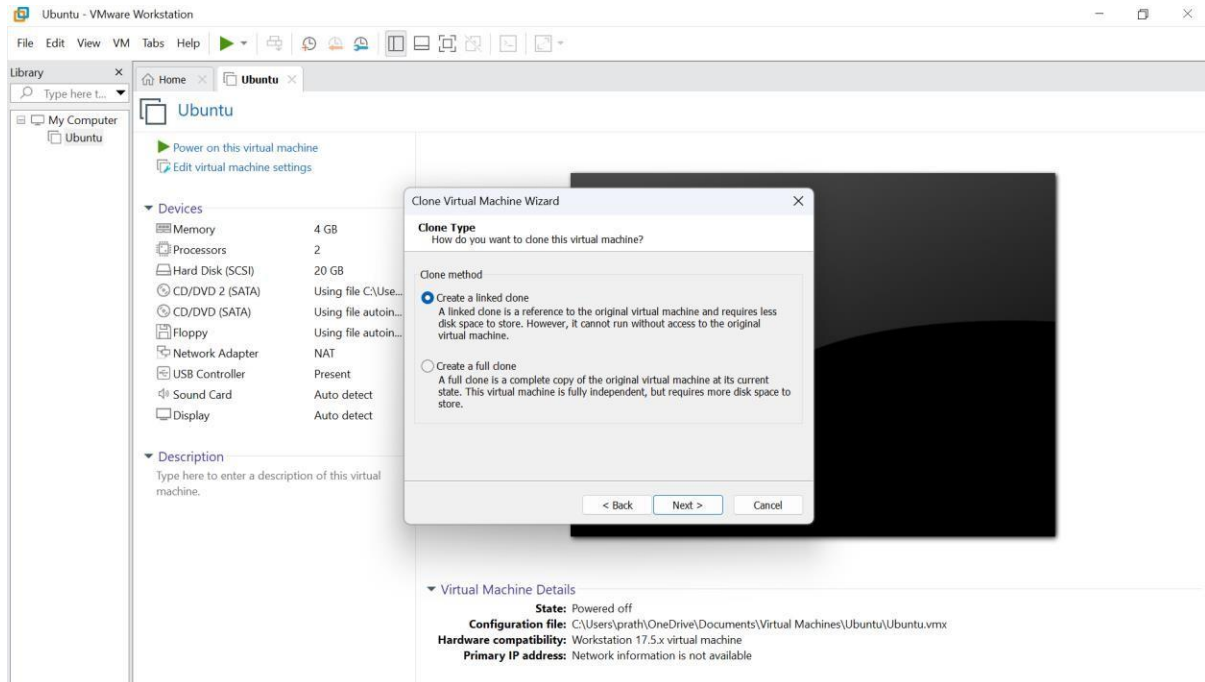 Ubuntu - VMware Workstation
File Edit View VM Tabs Help
Library
Type here t...
My Computer
Ubuntu
Home
Ubuntu
Ubuntu
Power on this virtual machine
Edit virtual machine settings
Devices
Memory 4 GB
Processors 2
Hard Disk (SCSI) 20 GB
CD/DVD 2 (SATA) Using file C:\Use...
CD/DVD (SATA) Using file autoin...
Floppy Using file autoin...
Network Adapter NAT
USB Controller Present
Sound Card Auto detect
Display Auto detect
Description
Type here to enter a description of this virtual
machine.
Clone Virtual Machine Wizard
Clone Type
How do you want to clone this virtual machine?
Clone method
Create a linked clone
A linked clone is a reference to the original virtual machine and requires less
disk space to store. However, it cannot run without access to the original
virtual machine.
Create a full clone
A full clone is a complete copy of the original virtual machine at its current
state. This virtual machine is fully independent, but requires more disk space to
store.
< Back Next > Cancel
Virtual Machine Details
State: Powered off
Configuration file: C:\Users\prath\OneDrive\Documents\Virtual Machines\Ubuntu\Ubuntu.vmx
Hardware compatibility: Workstation 17.5.x virtual machine
Primary IP address: Network information is not available